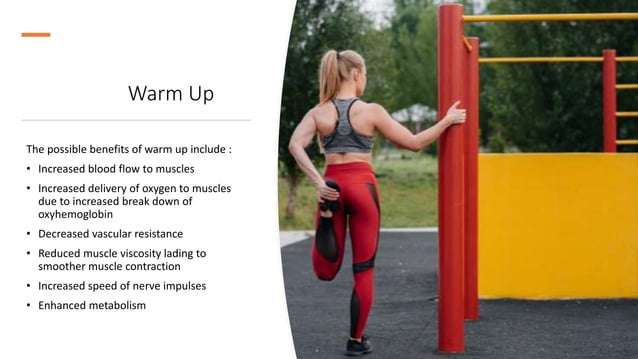 Warm Up
The possible benefits of warm up include :
• Increased blood flow to muscles
• Increased delivery of oxygen to muscles
due to increased break down of
oxyhemoglobin
• Decreased vascular resistance
• Reduced muscle viscosity lading to
smoother muscle contraction
• Increased speed of nerve impulses
• Enhanced metabolism